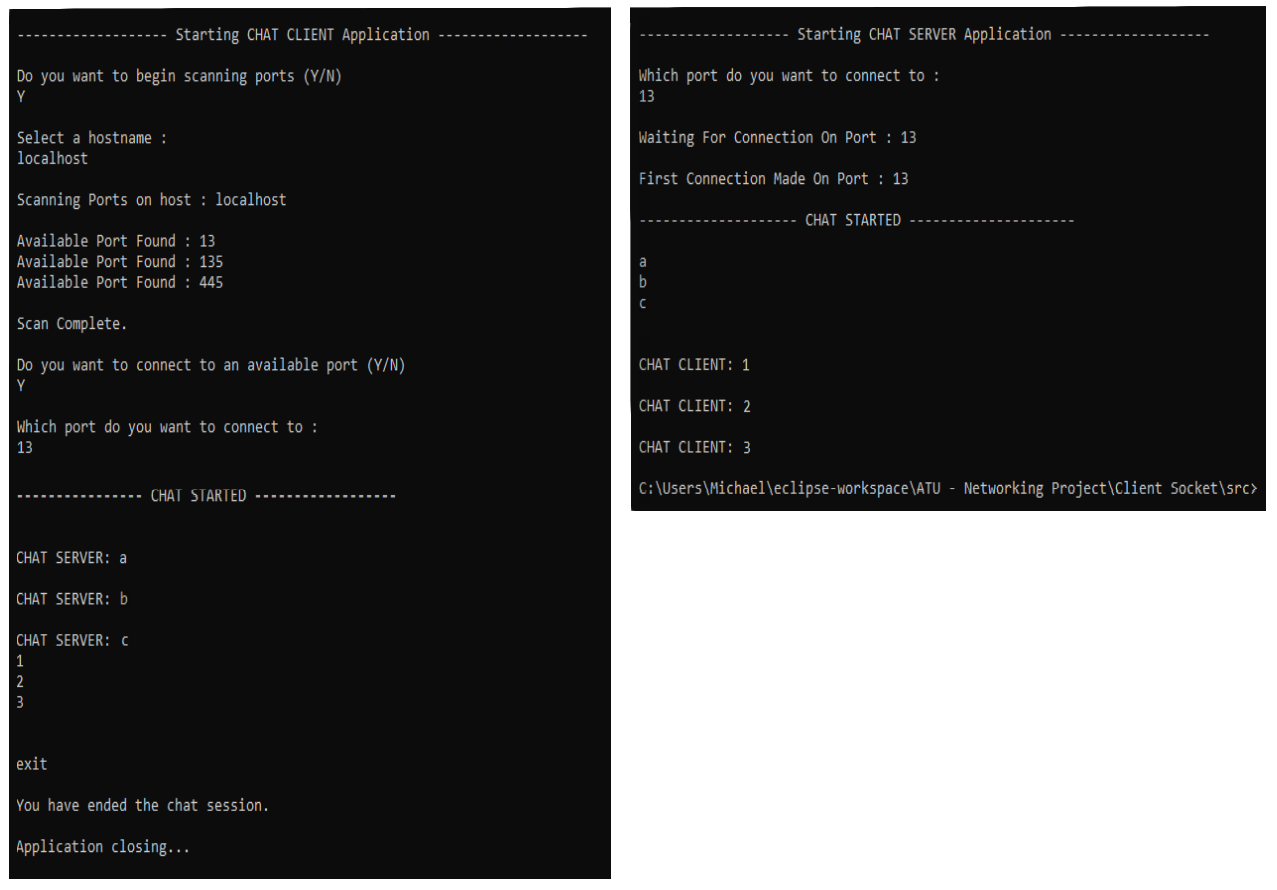 ------------------- Starting CHAT CLIENT Application -------------------
Do you want to begin scanning ports (Y/N)
Y
Select a hostname :
localhost
Scanning Ports on host : localhost
Available Port Found : 13
Available Port Found : 135
Available Port Found : 445
Scan Complete.
Do you want to connect to an available port (Y/N)
Y
Which port do you want to connect to :
13
---------------- CHAT STARTED ------------------
CHAT SERVER: a
CHAT SERVER: b
CHAT SERVER: c
1
2
3
exit
You have ended the chat session.
Application closing...
------------------- Starting CHAT SERVER Application -------------------
Which port do you want to connect to :
13
Waiting For Connection On Port : 13
First Connection Made On Port : 13
-------------------- CHAT STARTED ---------------------
a
b
c
CHAT CLIENT: 1
CHAT CLIENT: 2
CHAT CLIENT: 3
C:\Users\Michael\eclipse-workspace\ATU - Networking Project\Client Socket\src>